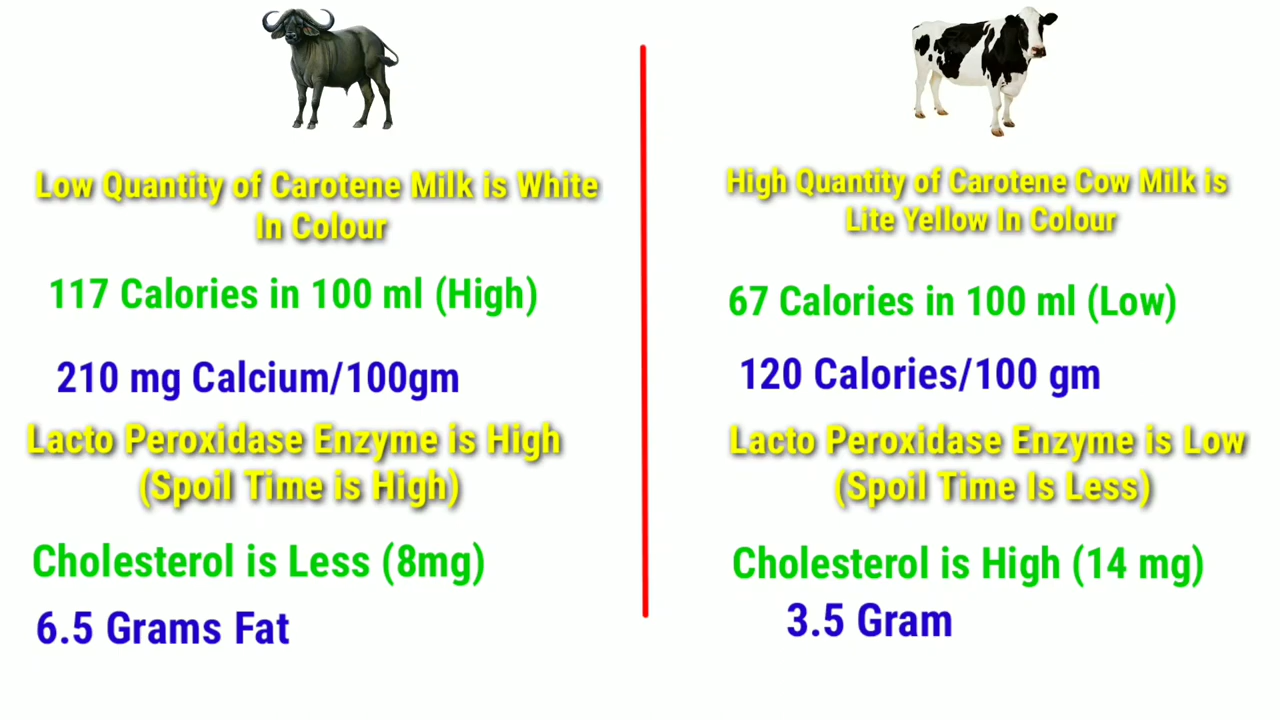 Low Quantity of Carotene Milk is White
In Colour
117 Calories in 100 ml (High)
210 mg Calcium/100gm
Lacto Peroxidase Enzyme is High
(Spoil Time is High)
Cholesterol is Less (8mg)
6.5 Grams Fat
High Quantity of Carotene Cow Milk is
Lite Yellow In Colour
67 Calories in 100 ml (Low)
120 Calories/100 gm
Lacto Peroxidase Enzyme is Low
(Spoil Time Is Less)
Cholesterol is High (14 mg)
3.5 Gram